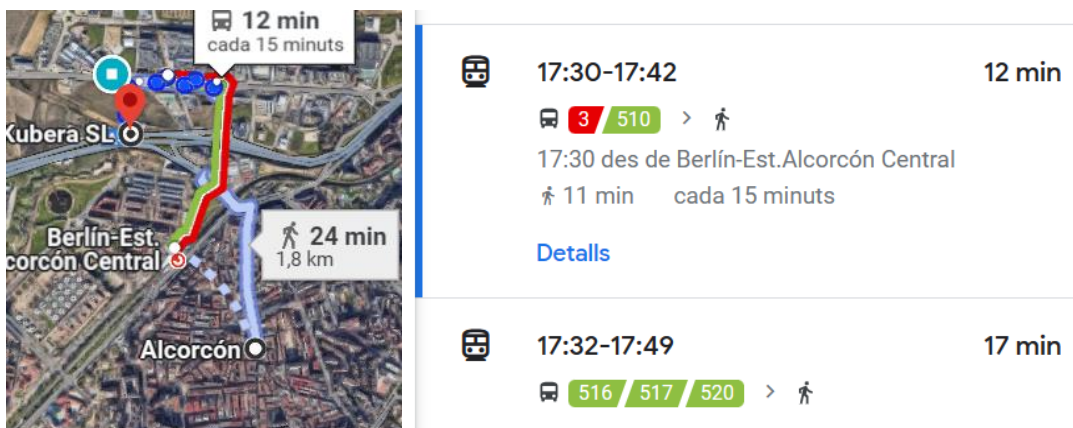 12 min
cada 15 minuts
Kubera SL
Berlín-Est.
corcón Central
24 min
1,8 km
Alcorcón
17:30-17:42
12 min
3 / 510 >
17:30 des de Berlín-Est.Alcorcón Central
11 min cada 15 minuts
Detalls
17:32-17:49
17 min
516 / 517 / 520 >